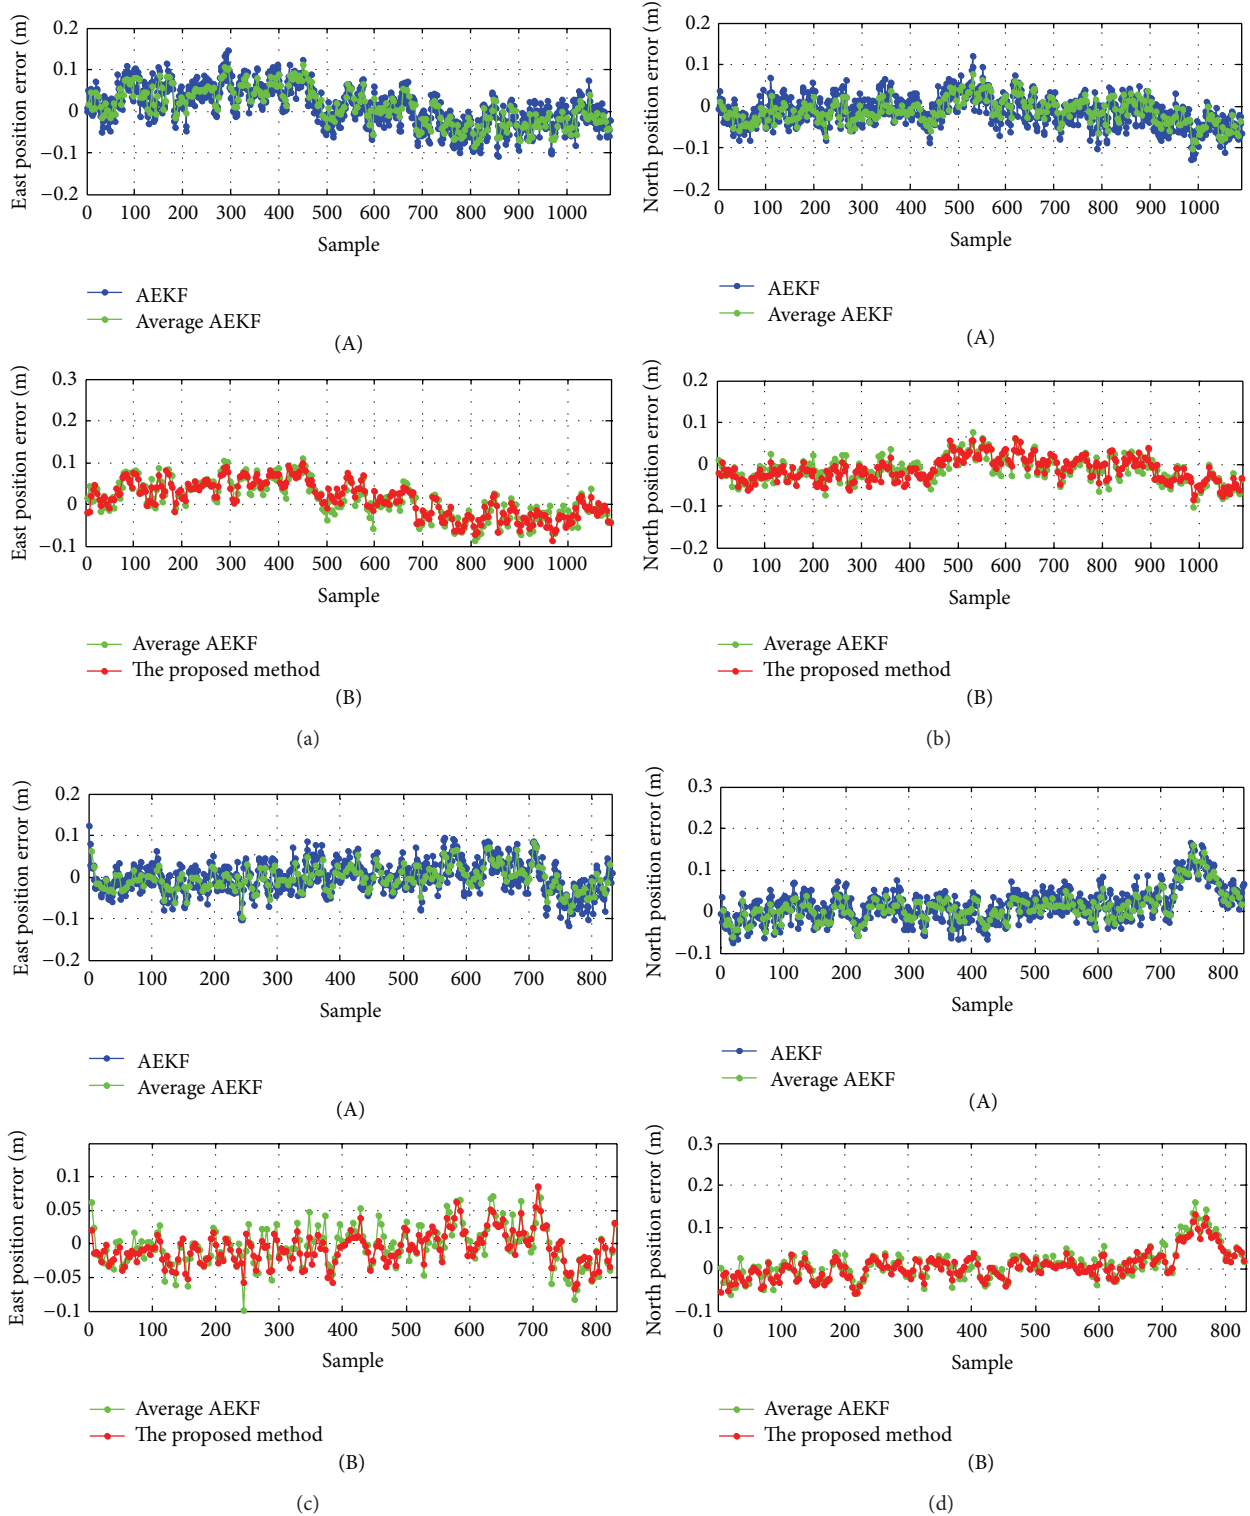 East position error (m)
0.2
0.1
0
−0.1
−0.2
0 100 200 300 400 500 600 700 800 900 1000
Sample
AEKF
Average AEKF
(A)
North position error (m)
0.2
0.1
0
−0.1
−0.2
0 100 200 300 400 500 600 700 800 900 1000
Sample
AEKF
Average AEKF
(A)
East position error (m)
0.3
0.2
0.1
0
−0.1
0 100 200 300 400 500 600 700 800 900 1000
Sample
Average AEKF
The proposed method
(B)
(a)
North position error (m)
0.2
0.1
0
−0.1
−0.2
0 100 200 300 400 500 600 700 800 900 1000
Sample
Average AEKF
The proposed method
(B)
(b)
East position error (m)
0.2
0.1
0
−0.1
−0.2
0 100 200 300 400 500 600 700 800
Sample
AEKF
Average AEKF
(A)
North position error (m)
0.3
0.2
0.1
0
−0.1
0 100 200 300 400 500 600 700 800
Sample
AEKF
Average AEKF
(A)
East position error (m)
0.1
0.05
0
−0.05
−0.1
0 100 200 300 400 500 600 700 800
Sample
Average AEKF
The proposed method
(B)
(c)
North position error (m)
0.3
0.2
0.1
0
−0.1
0 100 200 300 400 500 600 700 800
Sample
Average AEKF
The proposed method
(B)
(d)